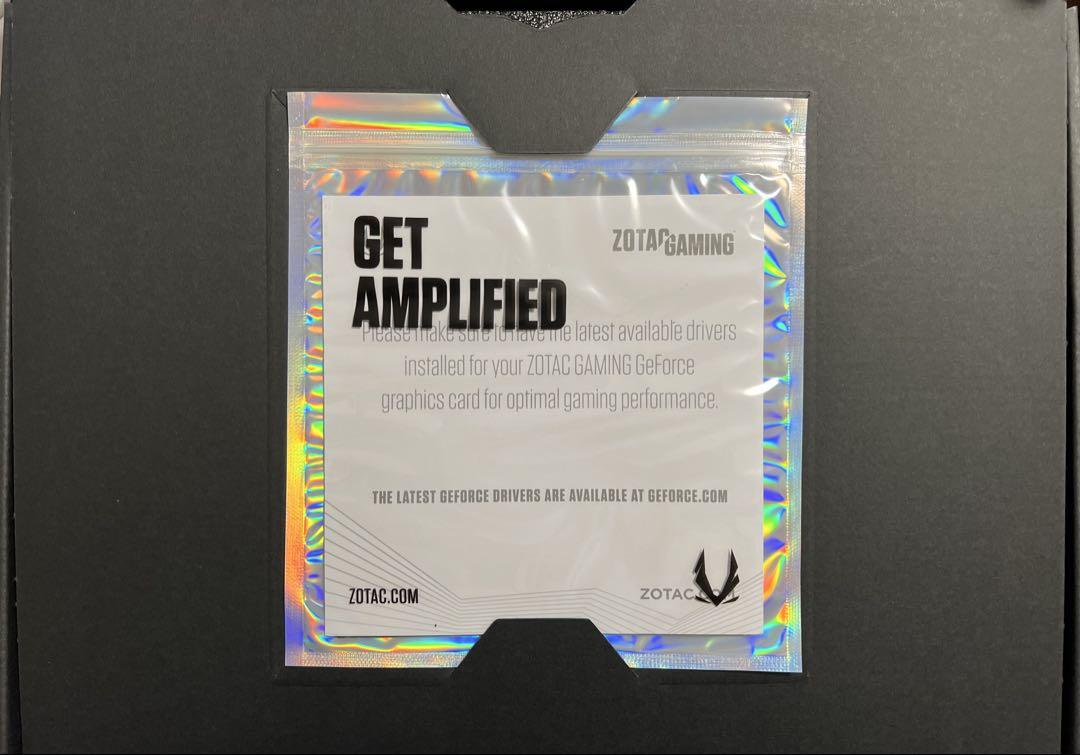 GET
AMPLIFIED
ZOTAC GAMING
Please make sure to have the latest available drivers
installed for your ZOTAC GAMING GeForce
graphics card for optimal gaming performance.
THE LATEST GEFORCE DRIVERS ARE AVAILABLE AT GEFORCE.COM
ZOTAC.COM
ZOTAC.COM